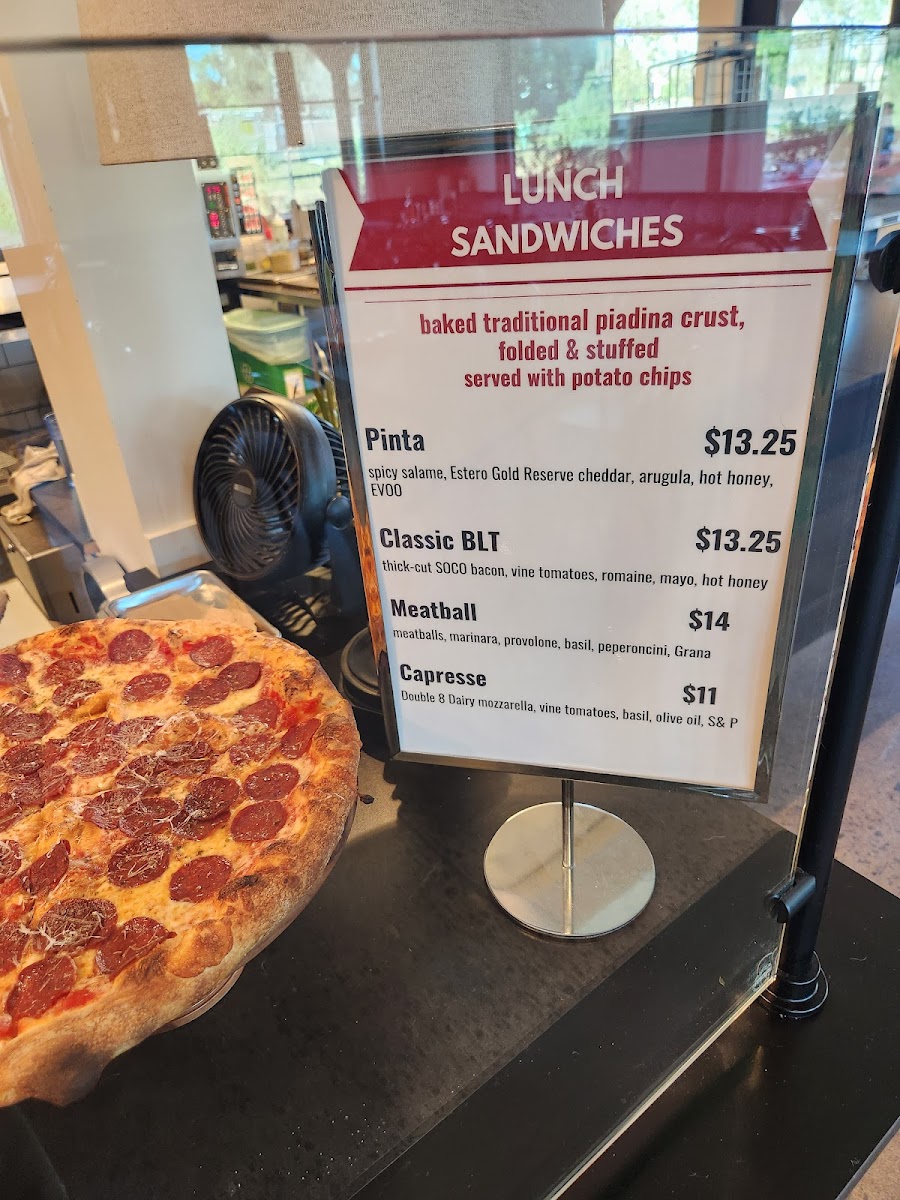 LUNCH
SANDWICHES
baked traditional piadina crust,
folded & stuffed
served with potato chips
Pinta $13.25
spicy salame, Estero Gold Reserve cheddar, arugula, hot honey,
EVOO
Classic BLT $13.25
thick-cut SOCO bacon, vine tomatoes, romaine, mayo, hot honey
Meatball $14
meatballs, marinara, provolone, basil, peperoncini, Grana
Capresse $11
Double 8 Dairy mozzarella, vine tomatoes, basil, olive oil, S& P